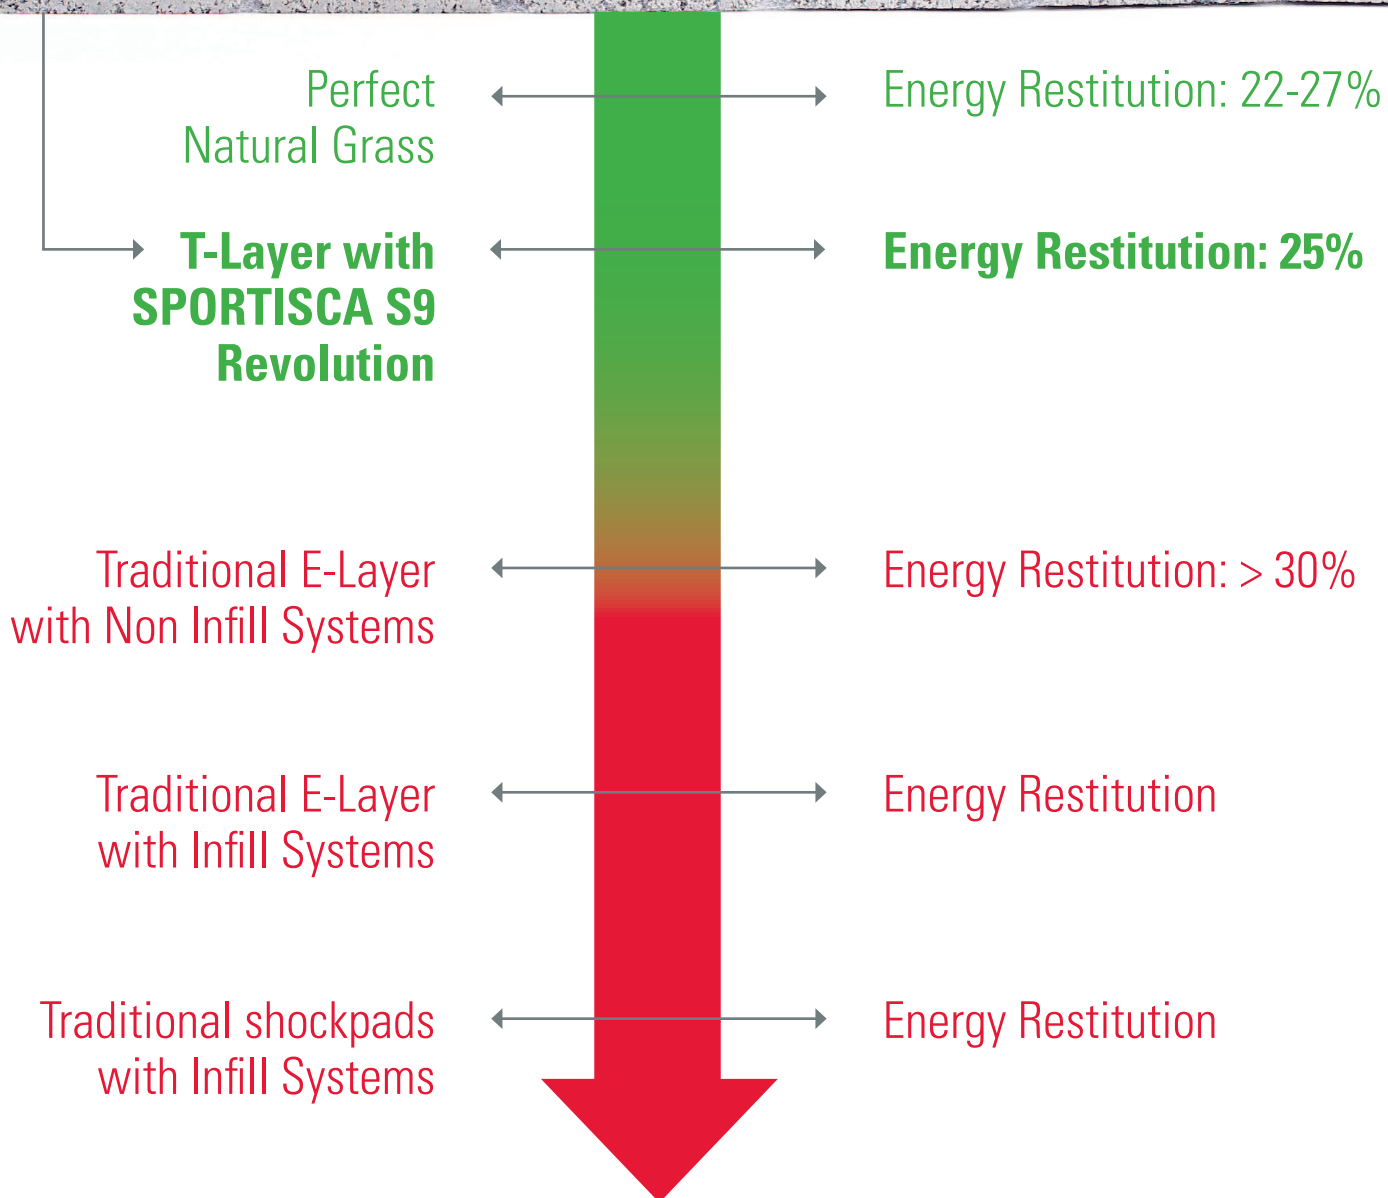 Perfect
Natural Grass
Energy Restitution: 22-27%
T-Layer with
SPORTISCA S9
Revolution
Energy Restitution: 25%
Traditional E-Layer
with Non Infill Systems
Energy Restitution: > 30%
Traditional E-Layer
with Infill Systems
Energy Restitution
Traditional shockpads
with Infill Systems
Energy Restitution